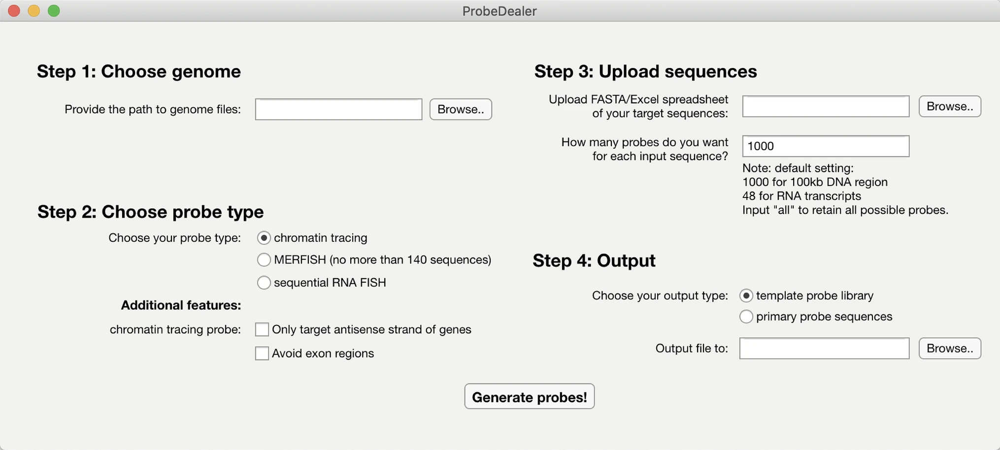 ProbeDealer
Step 1: Choose genome
Provide the path to genome files:
Browse..
Step 2: Choose probe type
Choose your probe type:
chromatin tracing
MERFISH (no more than 140 sequences)
sequential RNA FISH
Additional features:
chromatin tracing probe:
Only target antisense strand of genes
Avoid exon regions
Step 3: Upload sequences
Upload FASTA/Excel spreadsheet
of your target sequences:
Browse..
How many probes do you want
for each input sequence?
1000
Note: default setting:
1000 for 100kb DNA region
48 for RNA transcripts
Input "all" to retain all possible probes.
Step 4: Output
Choose your output type:
template probe library
primary probe sequences
Output file to:
Browse..
Generate probes!